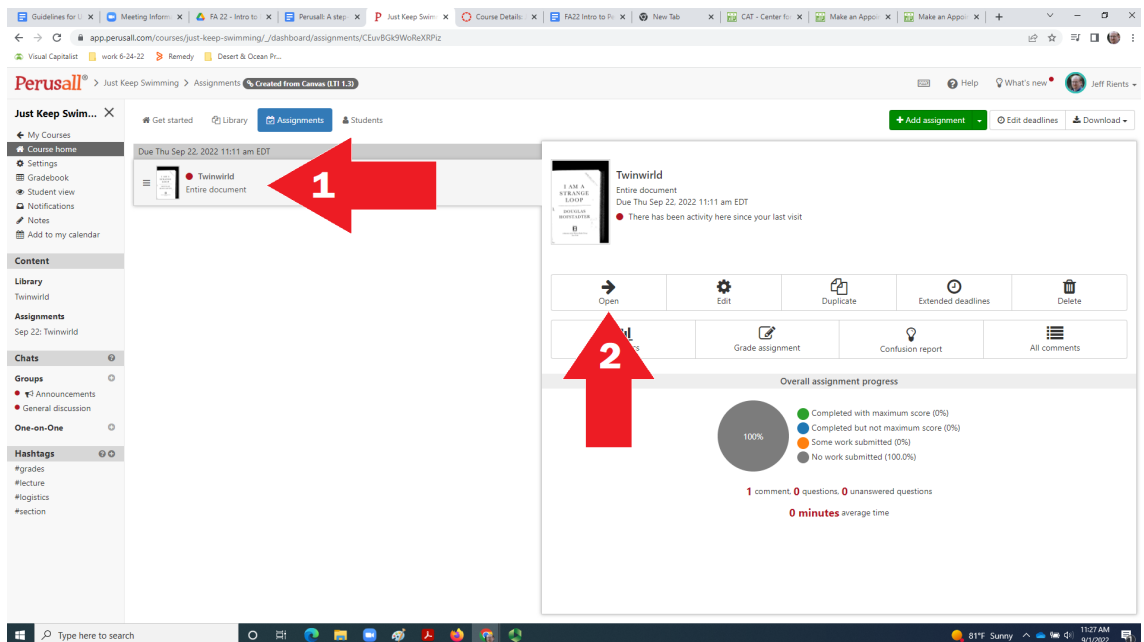 Guidelines for U
Meeting Inform
FA 22 - Intro to
Perusall: A step
Just Keep Swim
Course Details:
FA22 Intro to Pe
New Tab
CAT - Center for
Make an Appoi
Make an Appoi
app.perusall.com/courses/just-keep-swimming/_/dashboard/assignments/CEuvBGk9WoReXRPiz
Visual Capitalist
work 6-24-22
Remedy
Desert & Ocean Pr...
Perusall® > Just Keep Swimming > Assignments Created from Canvas (LTI 1.3)
Help
What's new
Jeff Rients
Just Keep Swim...
My Courses
Course home
Settings
Gradebook
Student view
Notifications
Notes
Add to my calendar
Content
Library
Twinwirld
Assignments
Sep 22: Twinwirld
Chats
Groups
Announcements
General discussion
One-on-One
Hashtags
#grades
#lecture
#logistics
#section
Get started
Library
Assignments
Students
+ Add assignment
Edit deadlines
Download
Due Thu Sep 22, 2022 11:11 am EDT
Twinwirld
Entire document
1
I AM A
STRANGE
LOOP
DOUGLAS
HOFSTADTER
Twinwirld
Entire document
Due Thu Sep 22, 2022 11:11 am EDT
There has been activity here since your last visit
Open
Edit
Duplicate
Extended deadlines
Delete
2
Grade assignment
Confusion report
All comments
Overall assignment progress
100%
Completed with maximum score (0%)
Completed but not maximum score (0%)
Some work submitted (0%)
No work submitted (100.0%)
1 comment, 0 questions, 0 unanswered questions
0 minutes average time
Type here to search
81°F Sunny
11:27 AM
9/1/2022